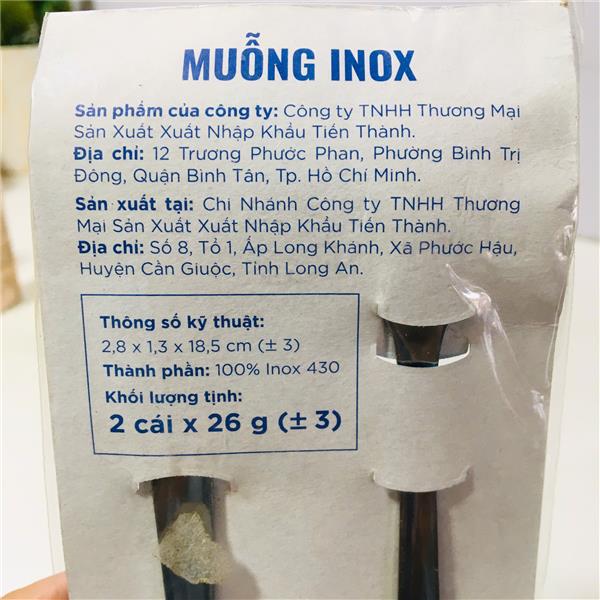 MUỖNG INOX
Sản phẩm của công ty: Công ty TNHH Thương Mại
Sản Xuất Xuất Nhập Khẩu Tiến Thành.
Địa chỉ: 12 Trương Phước Phan, Phường Bình Trị
Đông, Quận Bình Tân, Tp. Hồ Chí Minh.
Sản xuất tại: Chi Nhánh Công ty TNHH Thương
Mại Sản Xuất Xuất Nhập Khẩu Tiến Thành.
Địa chỉ: Số 8, Tổ 1, Ấp Long Khánh, Xã Phước Hậu,
Huyện Cần Giuộc, Tỉnh Long An.
Thông số kỹ thuật:
2,8 x 1,3 x 18,5 cm (± 3)
Thành phần: 100% Inox 430
Khối lượng tịnh:
2 cái x 26 g (± 3)